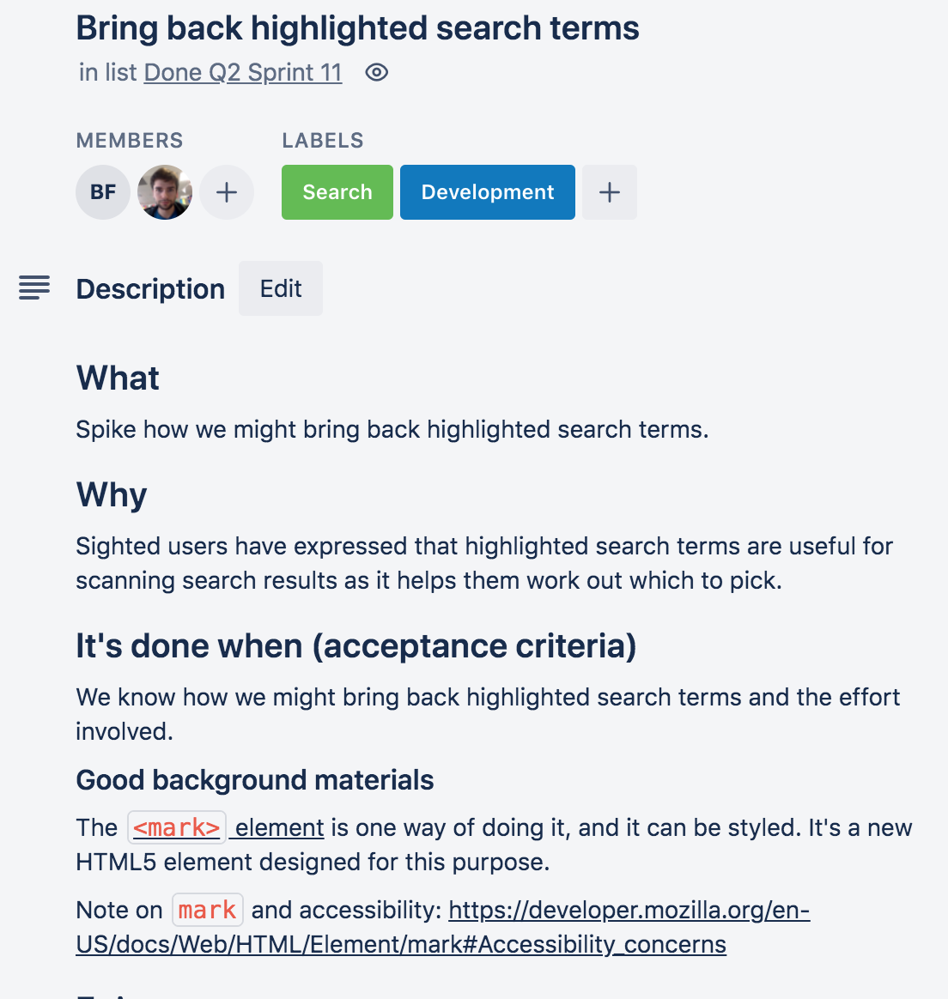 Bring back highlighted search terms
in list Done Q2 Sprint 11
MEMBERS
LABELS
BF
+
Search
Development
+
Description
Edit
What
Spike how we might bring back highlighted search terms.
Why
Sighted users have expressed that highlighted search terms are useful for
scanning search results as it helps them work out which to pick.
It's done when (acceptance criteria)
We know how we might bring back highlighted search terms and the effort
involved.
Good background materials
The <mark> element is one way of doing it, and it can be styled. It's a new
HTML5 element designed for this purpose.
Note on mark and accessibility: https://developer.mozilla.org/en-
US/docs/Web/HTML/Element/mark#Accessibility_concerns